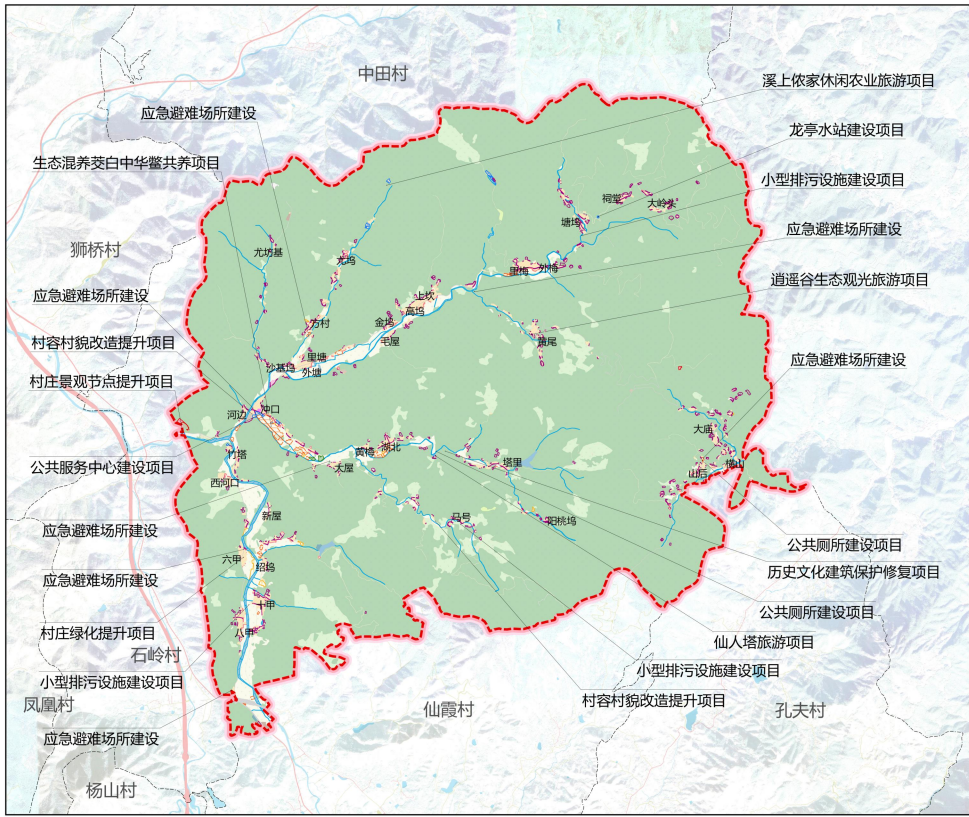 中田村
溪上侬家休闲农业旅游项目
应急避难场所建设
龙亭水站建设项目
生态混养茭白中华鳖共养项目
小型排污设施建设项目
祠堂
大岭头
塘坞
应急避难场所建设
狮桥村
尤坊基
尤坞
里梅
外梅
逍遥谷生态观光旅游项目
应急避难场所建设
上坎
高坞
金坞
方村
毛屋
萧尾
村容村貌改造提升项目
里塘
外塘
沙基坞
应急避难场所建设
村庄景观节点提升项目
河边
冲口
大庙
竹塔
黄梅
湖北
公共服务中心建设项目
太屋
塔里
横山
山后
西河口
新屋
马号
阳桃坞
应急避难场所建设
公共厕所建设项目
六甲
绍坞
历史文化建筑保护修复项目
应急避难场所建设
十甲
公共厕所建设项目
村庄绿化提升项目
八甲
仙人塔旅游项目
石岭村
小型排污设施建设项目
小型排污设施建设项目
村容村貌改造提升项目
凤凰村
仙霞村
孔夫村
应急避难场所建设
杨山村